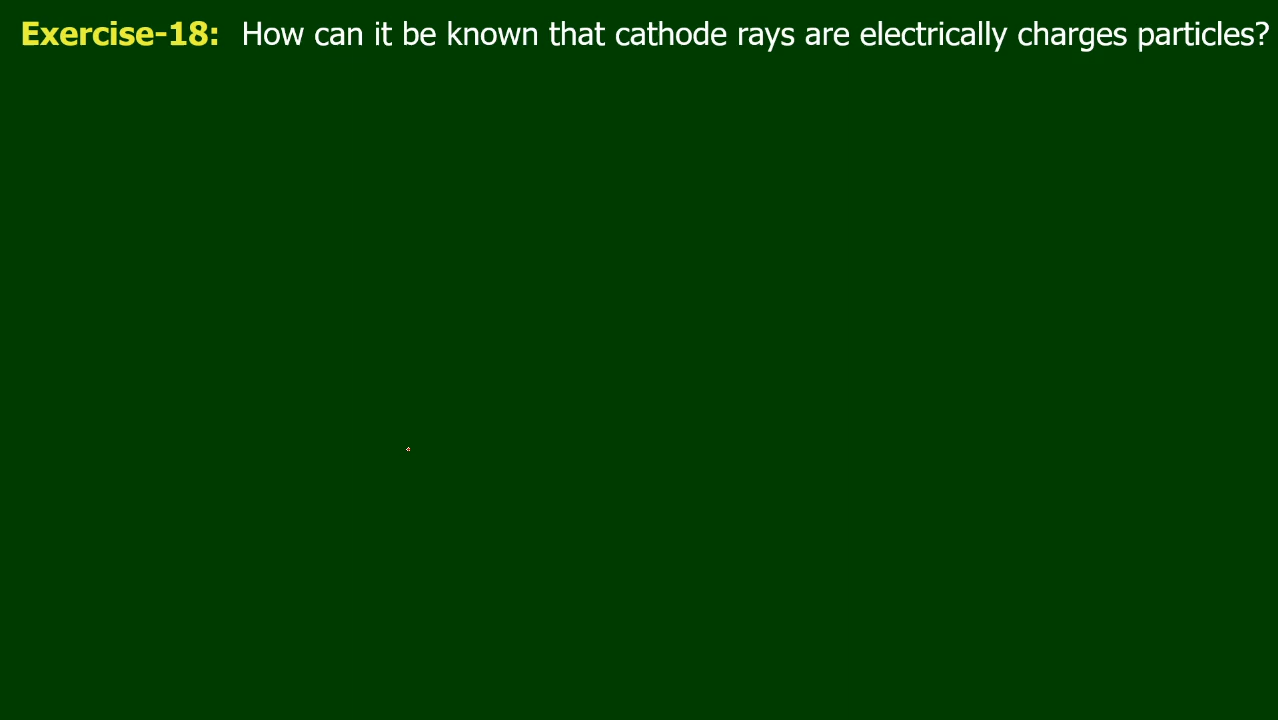 Exercise-18: How can it be known that cathode rays are electrically charges particles?